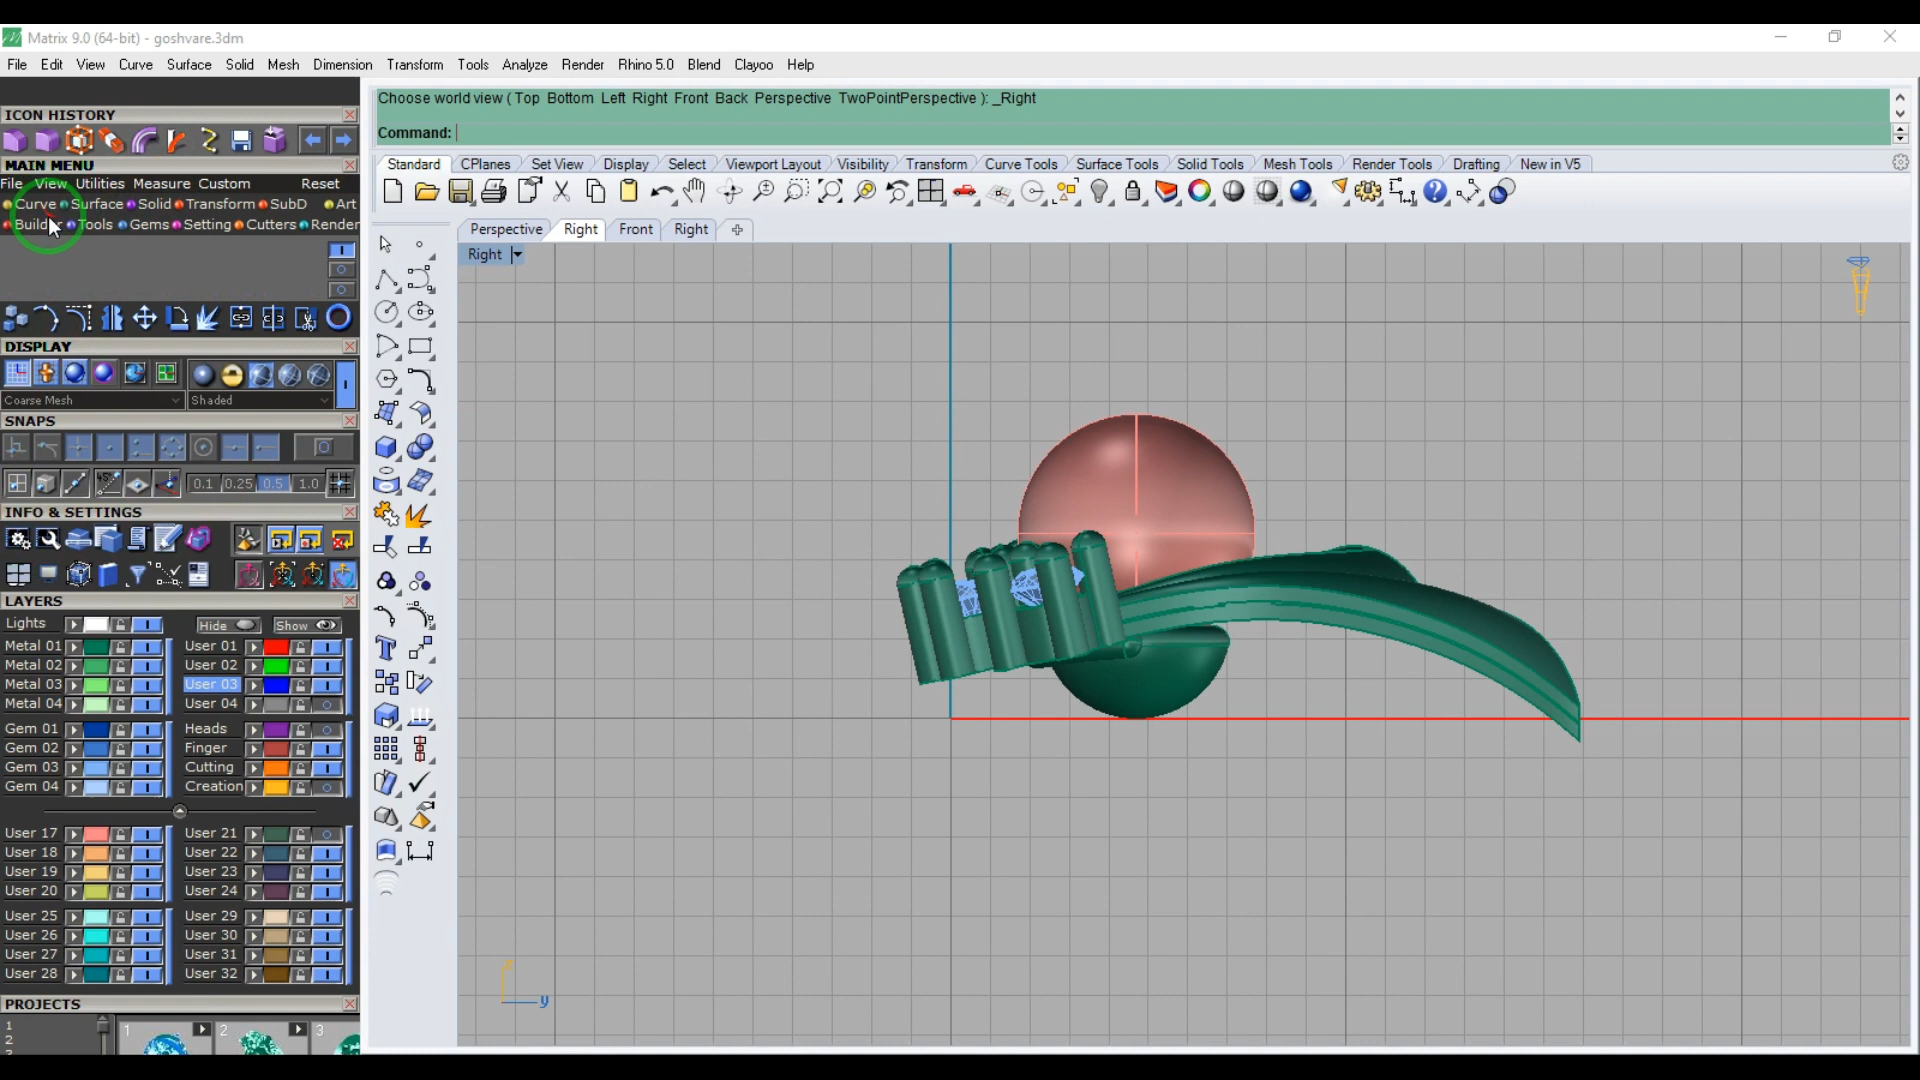 Matrix 9.0 (64-bit) - goshvare.3dm
File Edit View Curve Surface Solid Mesh Dimension Transform Tools Analyze Render Rhino 5.0 Blend Clayoo Help
Choose world view ( Top Bottom Left Right Front Back Perspective TwoPointPerspective ): _Right
Command:
Standard CPlanes Set View Display Select Viewport Layout Visibility Transform Curve Tools Surface Tools Solid Tools Mesh Tools Render Tools Drafting New in V5
Perspective Right Front Right
Right
ICON HISTORY
MAIN MENU
File View Utilities Measure Custom Reset
Curve Surface Solid Transform SubD Art
Builder Tools Gems Setting Cutters Render
DISPLAY
Coarse Mesh Shaded
SNAPS
45°
0.1 0.25 0.5 1.0
INFO & SETTINGS
LAYERS
Lights Hide Show
Metal 01 User 01
Metal 02 User 02
Metal 03 User 03
Metal 04 User 04
Gem 01 Heads
Gem 02 Finger
Gem 03 Cutting
Gem 04 Creation
User 17 User 21
User 18 User 22
User 19 User 23
User 20 User 24
User 25 User 29
User 26 User 30
User 27 User 31
User 28 User 32
PROJECTS
1 1 2 3
2
z
y